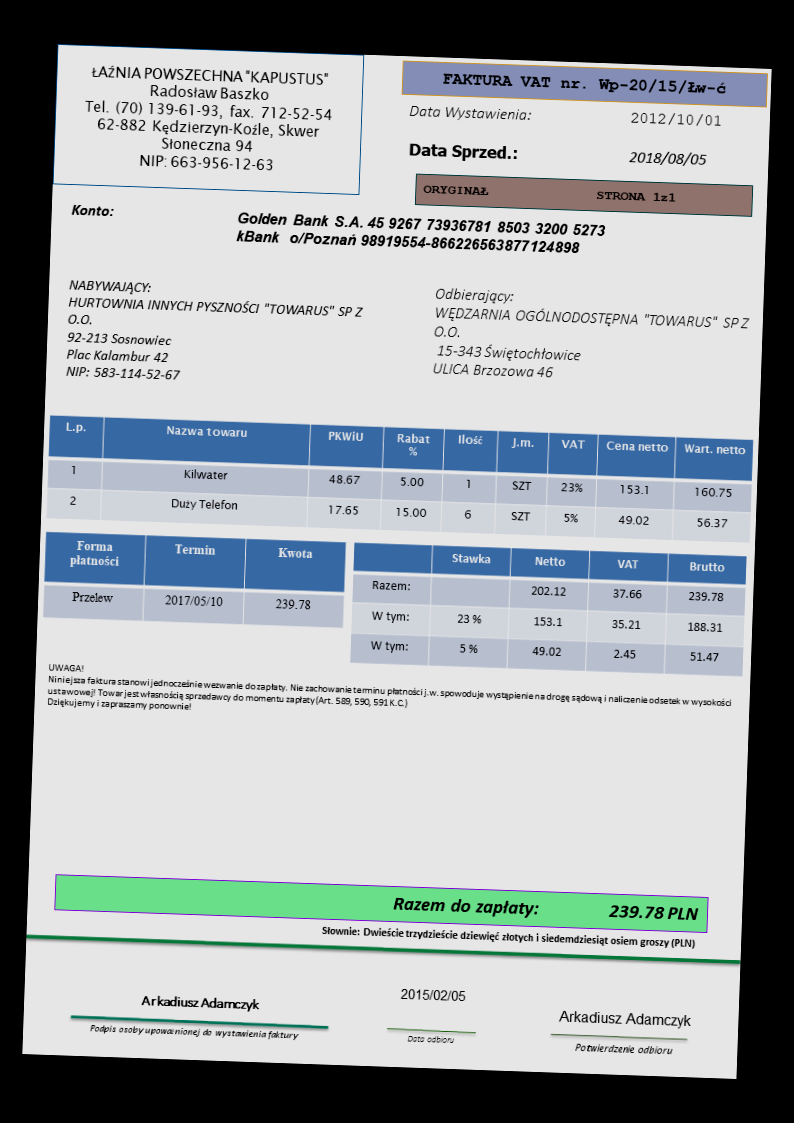 ŁAŹNIA POWSZECHNA "KAPUSTUS"
Radosław Baszko
Tel. (70) 139-61-93, fax. 712-52-54
62-882 Kędzierzyn-Koźle, Skwer
Słoneczna 94
NIP: 663-956-12-63
FAKTURA VAT nr. Wp-20/15/Łw-ć
Data Wystawienia: 2012/10/01
Data Sprzed.: 2018/08/05
ORYGINAŁ STRONA 1z1
Konto: Golden Bank S.A. 45 9267 73936781 8503 3200 5273
kBank o/Poznań 98919554-866226563877124898
NABYWAJĄCY:
HURTOWNIA INNYCH PYSZNOŚCI "TOWARUS" SP Z
O.O.
92-213 Sosnowiec
Plac Kalambur 42
NIP: 583-114-52-67
Odbierający:
WĘDZARNIA OGÓLNODOSTĘPNA "TOWARUS" SP Z
O.O.
15-343 Świętochłowice
ULICA Brzozowa 46
L.p. Nazwa towaru PKWiU Rabat % Ilość J.m. VAT Cena netto Wart. netto
1 Kilwater 48.67 5.00 1 SZT 23% 153.1 160.75
2 Duży Telefon 17.65 15.00 6 SZT 5% 49.02 56.37
Forma płatności Termin Kwota
Przelew 2017/05/10 239.78
Stawka Netto VAT Brutto
Razem: 202.12 37.66 239.78
W tym: 23 % 153.1 35.21 188.31
W tym: 5 % 49.02 2.45 51.47
UWAGA!
Niniejsza faktura stanowi jednocześnie wezwanie do zapłaty. Nie zachowanie terminu płatności j.w. spowoduje wystąpienie na drogę sądową i naliczenie odsetek w wysokości
ustawowej! Towar jest własnością sprzedawcy do momentu zapłaty (Art. 589, 590, 591 K.C.)
Dziękujemy i zapraszamy ponownie!
Razem do zapłaty: 239.78 PLN
Słownie: Dwieście trzydzieście dziewięć złotych i siedemdziesiąt osiem groszy (PLN)
Arkadiusz Adamczyk
Podpis osoby upoważnionej do wystawienia faktury
2015/02/05
Data odbioru
Arkadiusz Adamczyk
Potwierdzenie odbioru